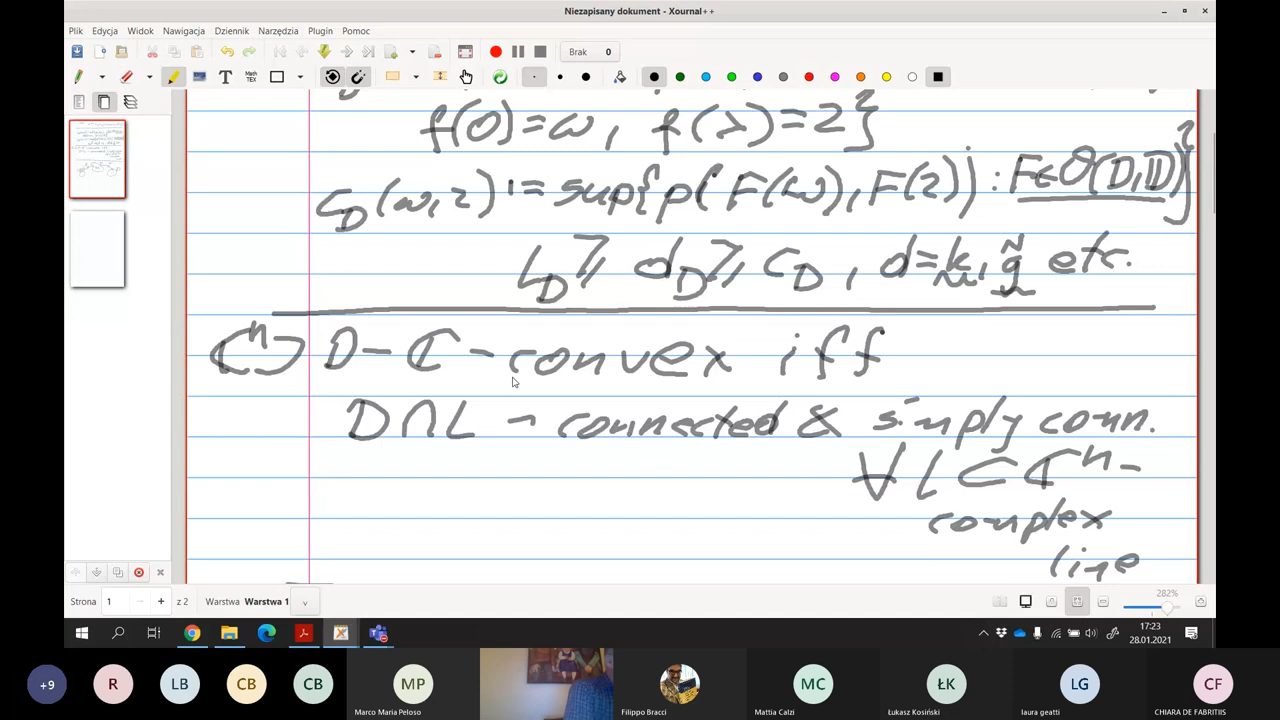 Niezapisany dokument - Xournal++
Plik Edycja Widok Nawigacja Dziennik Narzędzia Plugin Pomoc
Brak 0
T Math TEX
f(0)=ω, f(λ)=z}
c_D(ω,z) := sup{p(F(ω),F(z)) : F∈O(D,𝔻)}
l_D ≥ d_D ≥ c_D, d=k, g̃ etc.
ℂⁿ ⊃ D - ℂ - convex iff
D∩L - connected & simply conn.
∀ L ⊂ ℂⁿ -
complex
line
Strona 1 z 2 Warstwa Warstwa 1 282%
17:23
28.01.2021
+9 R LB CB CB MP MC ŁK LG CF
Marco Maria Peloso Filippo Bracci Mattia Calzi Łukasz Kosiński laura geatti CHIARA DE FABRITIIS